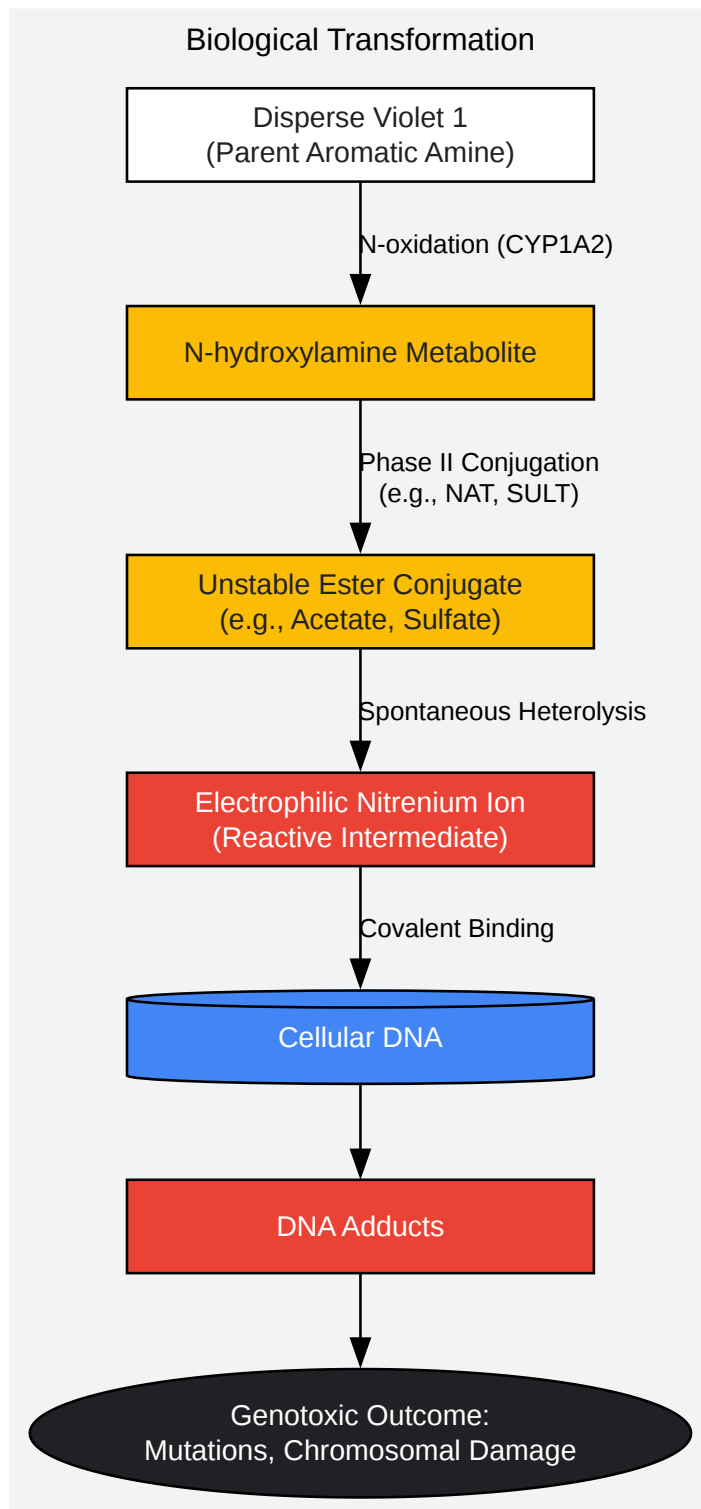 Biological Transformation
Disperse Violet 1
(Parent Aromatic Amine)
N-oxidation (CYP1A2)
N-hydroxylamine Metabolite
Phase II Conjugation
(e.g., NAT, SULT)
Unstable Ester Conjugate
(e.g., Acetate, Sulfate)
Spontaneous Heterolysis
Electrophilic Nitrenium Ion
(Reactive Intermediate)
Covalent Binding
Cellular DNA
DNA Adducts
Genotoxic Outcome:
Mutations, Chromosomal Damage